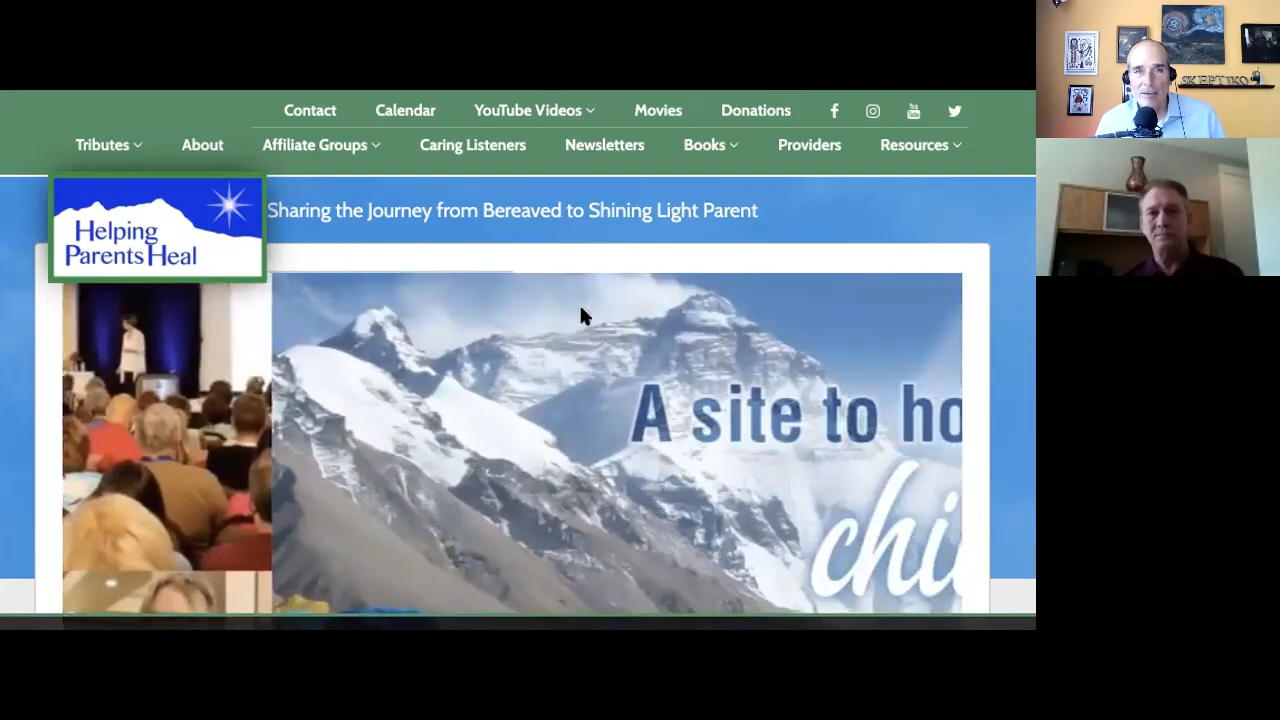 Contact Calendar YouTube Videos Movies Donations
Tributes About Affiliate Groups Caring Listeners Newsletters Books Providers Resources
Helping
Parents Heal
Sharing the Journey from Bereaved to Shining Light Parent
A site to ho
chi
SKEPTIKO